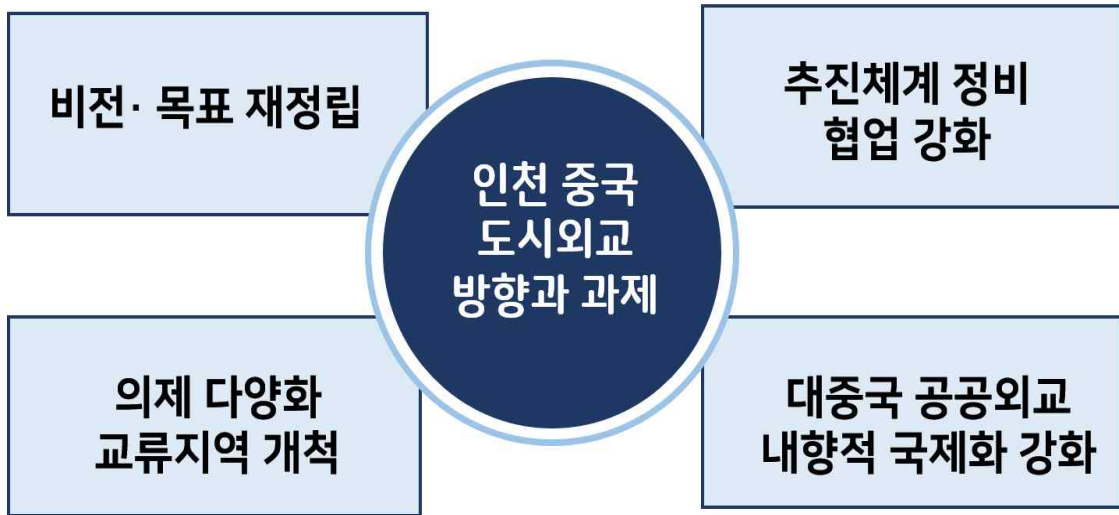 비전· 목표 재정립
추진체계 정비
협업 강화
인천 중국
도시외교
방향과 과제
의제 다양화
교류지역 개척
대중국 공공외교
내향적 국제화 강화